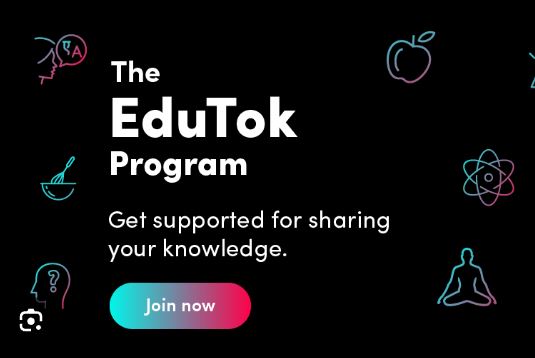 The
EduTok
Program
Get supported for sharing
your knowledge.
Join now
A
?